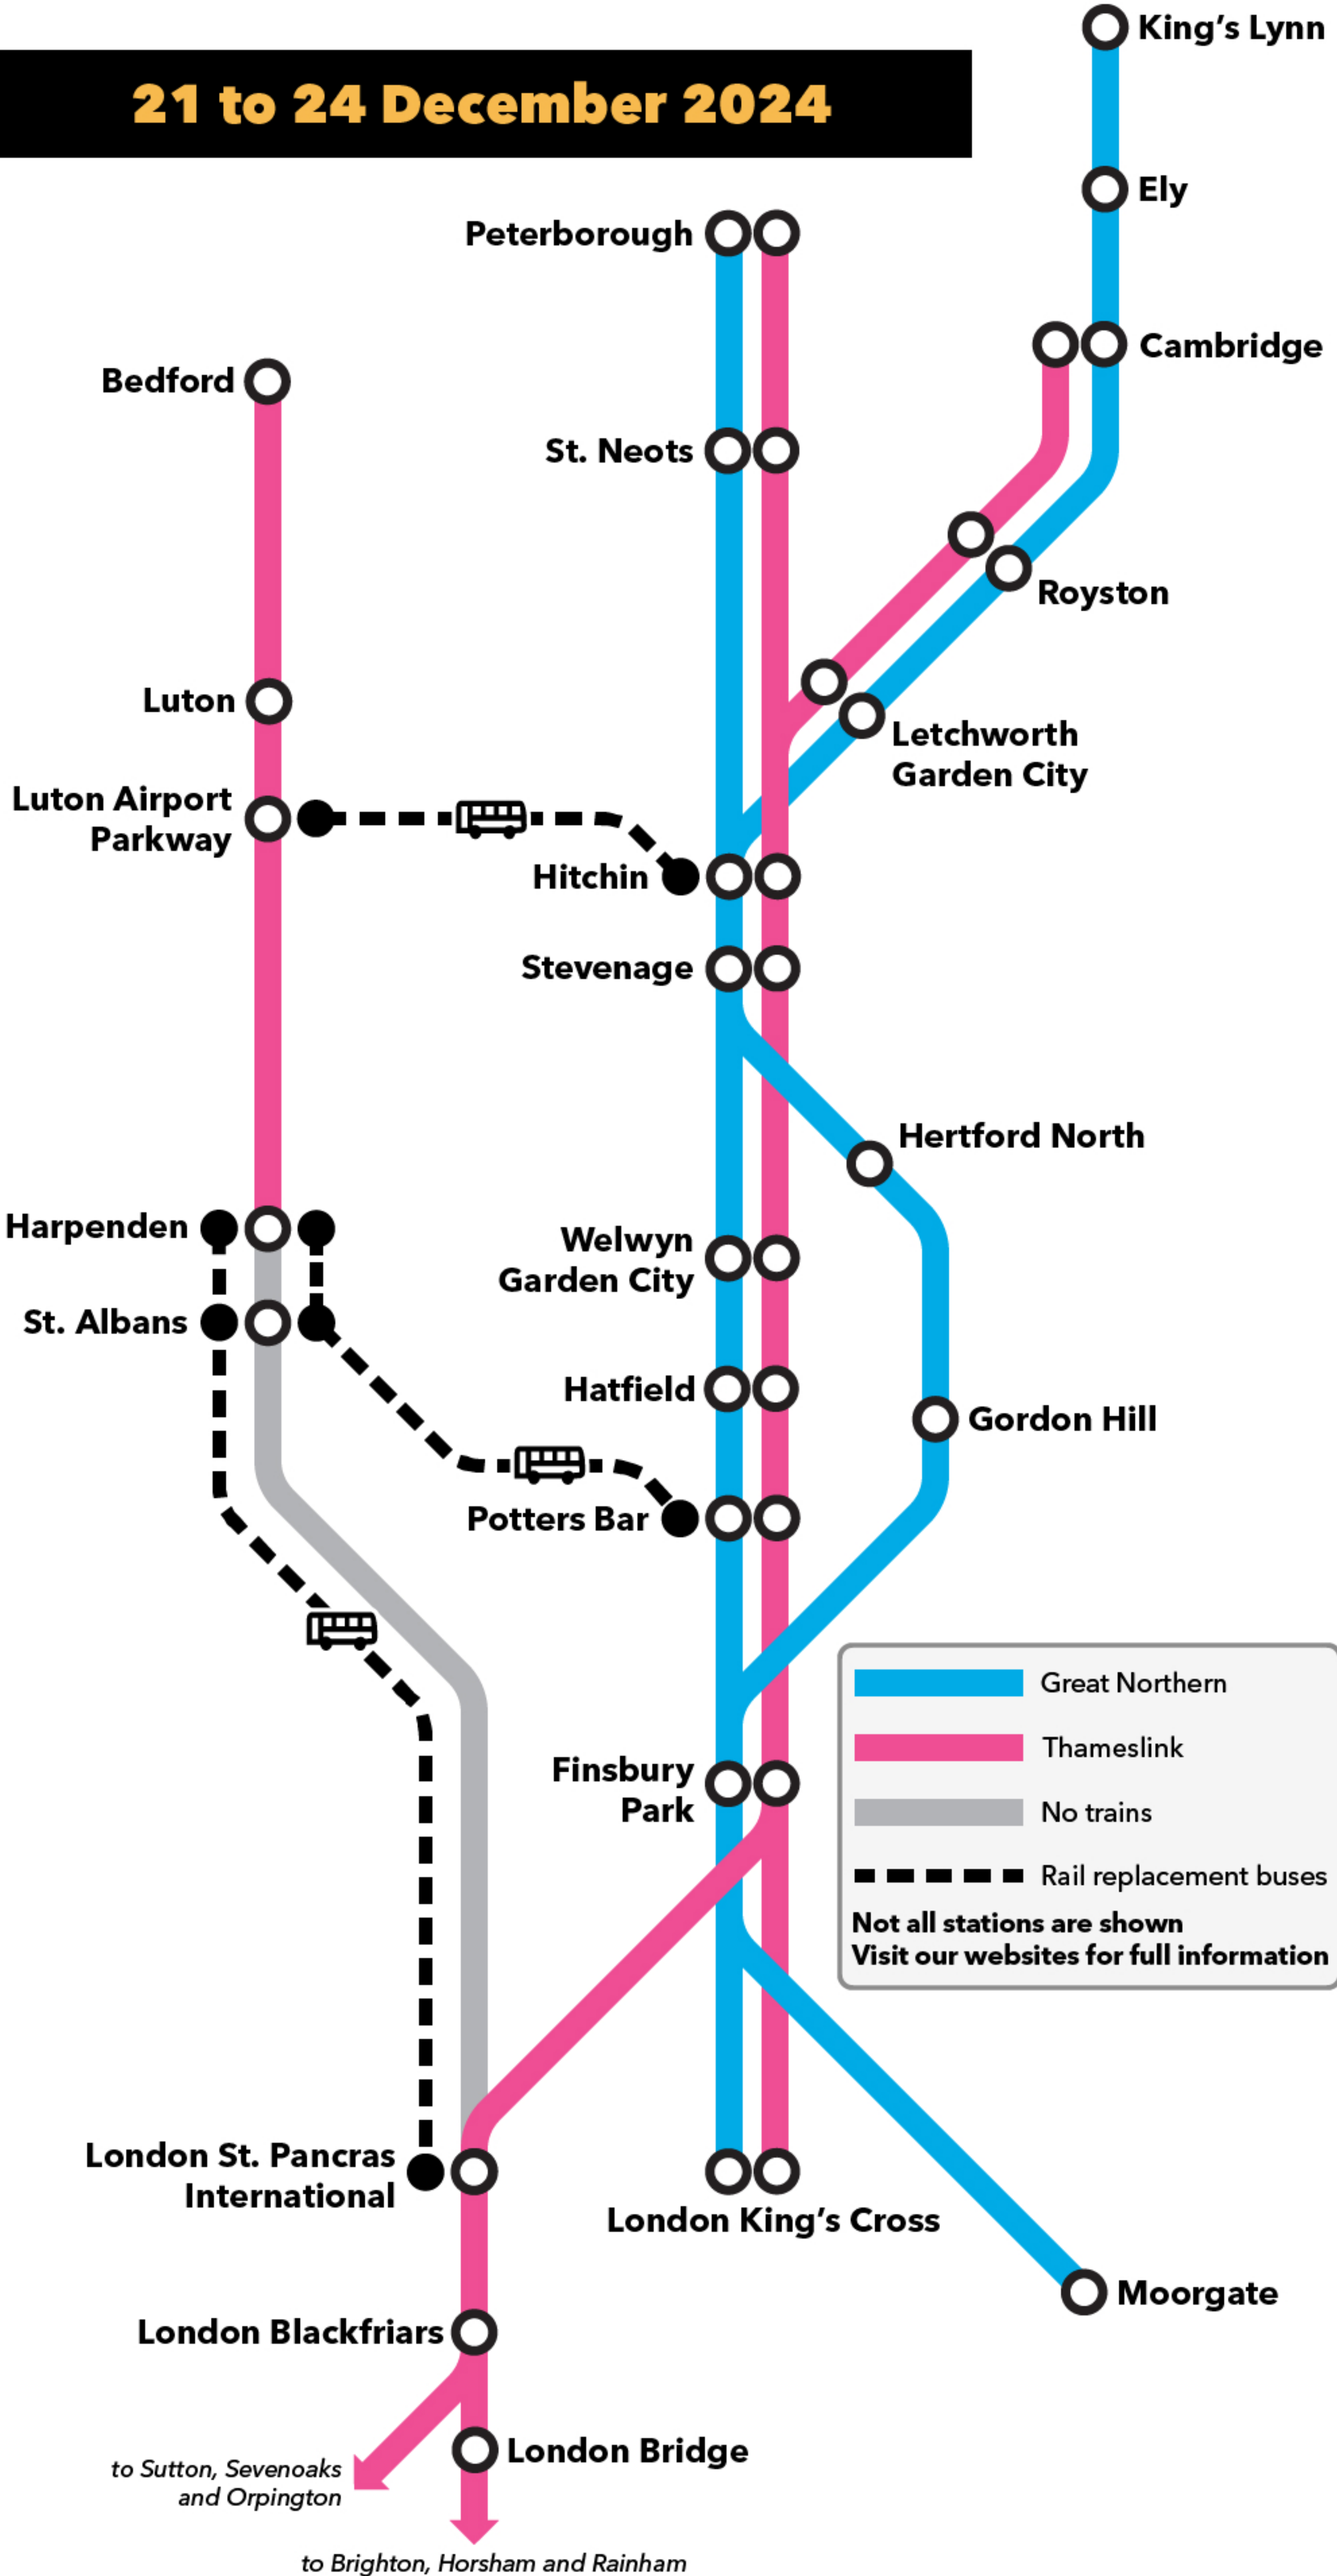 King's Lynn
21 to 24 December 2024
Ely
Peterborough
Cambridge
Bedford
St. Neots
Royston
Luton
Letchworth
Garden City
Luton Airport
Parkway
Hitchin
Stevenage
Hertford North
Harpenden
Welwyn
Garden City
St. Albans
Hatfield
Gordon Hill
Potters Bar
Great Northern
Thameslink
No trains
Rail replacement buses
Not all stations are shown
Visit our websites for full information
Finsbury
Park
London St. Pancras
International
London King's Cross
Moorgate
London Blackfriars
London Bridge
to Sutton, Sevenoaks
and Orpington
to Brighton, Horsham and Rainham